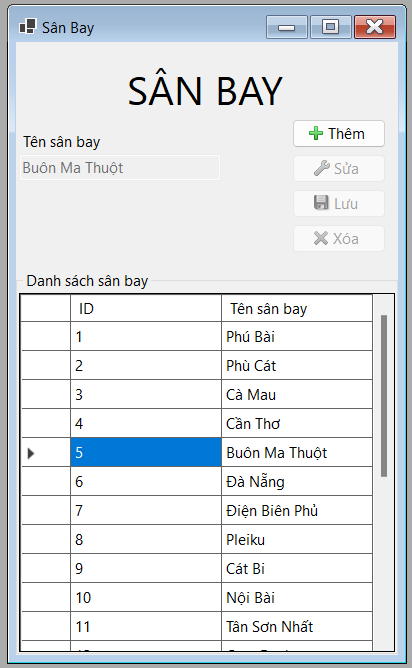 Sân Bay
SÂN BAY
Thêm
Tên sân bay
Buôn Ma Thuột
Sửa
Lưu
Xóa
Danh sách sân bay
ID Tên sân bay
1 Phú Bài
2 Phù Cát
3 Cà Mau
4 Cần Thơ
5 Buôn Ma Thuột
6 Đà Nẵng
7 Điện Biên Phủ
8 Pleiku
9 Cát Bi
10 Nội Bài
11 Tân Sơn Nhất